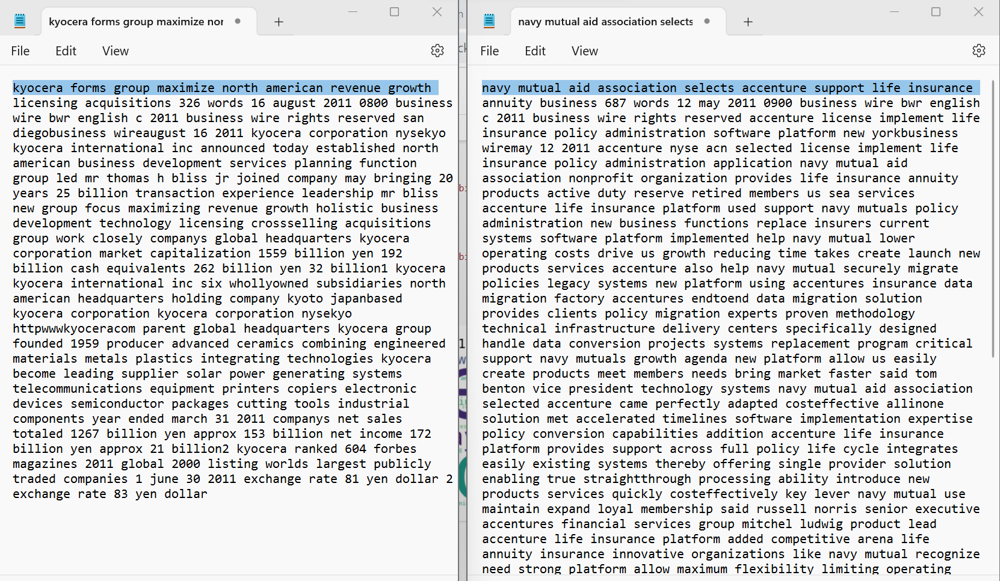 kyocera forms group maximize nor
File Edit View
kyocera forms group maximize north american revenue growth
licensing acquisitions 326 words 16 august 2011 0800 business
wire bwr english c 2011 business wire rights reserved san
diegobusiness wireaugust 16 2011 kyocera corporation nysekyo
kyocera international inc announced today established north
american business development services planning function
group led mr thomas h bliss jr joined company may bringing 20
years 25 billion transaction experience leadership mr bliss
new group focus maximizing revenue growth holistic business
development technology licensing crossselling acquisitions
group work closely companys global headquarters kyocera
corporation market capitalization 1559 billion yen 192
billion cash equivalents 262 billion yen 32 billion1 kyocera
kyocera international inc six whollyowned subsidiaries north
american headquarters holding company kyoto japanbased
kyocera corporation kyocera corporation nysekyo
httpwwwkyoceracom parent global headquarters kyocera group
founded 1959 producer advanced ceramics combining engineered
materials metals plastics integrating technologies kyocera
become leading supplier solar power generating systems
telecommunications equipment printers copiers electronic
devices semiconductor packages cutting tools industrial
components year ended march 31 2011 companys net sales
totaled 1267 billion yen approx 153 billion net income 172
billion yen approx 21 billion2 kyocera ranked 604 forbes
magazines 2011 global 2000 listing worlds largest publicly
traded companies 1 june 30 2011 exchange rate 81 yen dollar 2
exchange rate 83 yen dollar
navy mutual aid association selects
File Edit View
navy mutual aid association selects accenture support life insurance
annuity business 687 words 12 may 2011 0900 business wire bwr english
c 2011 business wire rights reserved accenture license implement life
insurance policy administration software platform new yorkbusiness
wiremay 12 2011 accenture nyse acn selected license implement life
insurance policy administration application navy mutual aid
association nonprofit organization provides life insurance annuity
products active duty reserve retired members us sea services
accenture life insurance platform used support navy mutuals policy
administration new business functions replace insurers current
systems software platform implemented help navy mutual lower
operating costs drive us growth reducing time takes create launch new
products services accenture also help navy mutual securely migrate
policies legacy systems new platform using accentures insurance data
migration factory accentures endtoend data migration solution
provides clients policy migration experts proven methodology
technical infrastructure delivery centers specifically designed
handle data conversion projects systems replacement program critical
support navy mutuals growth agenda new platform allow us easily
create products meet members needs bring market faster said tom
benton vice president technology systems navy mutual aid association
selected accenture came perfectly adapted costeffective allinone
solution met accelerated timelines software implementation expertise
policy conversion capabilities addition accenture life insurance
platform provides support across full policy life cycle integrates
easily existing systems thereby offering single provider solution
enabling true straightthrough processing ability introduce new
products services quickly costeffectively key lever navy mutual use
maintain expand loyal membership said russell norris senior executive
accentures financial services group mitchel ludwig product lead
accenture life insurance platform added competitive arena life
annuity insurance innovative organizations like navy mutual recognize
need strong platform allow maximum flexibility limiting operating